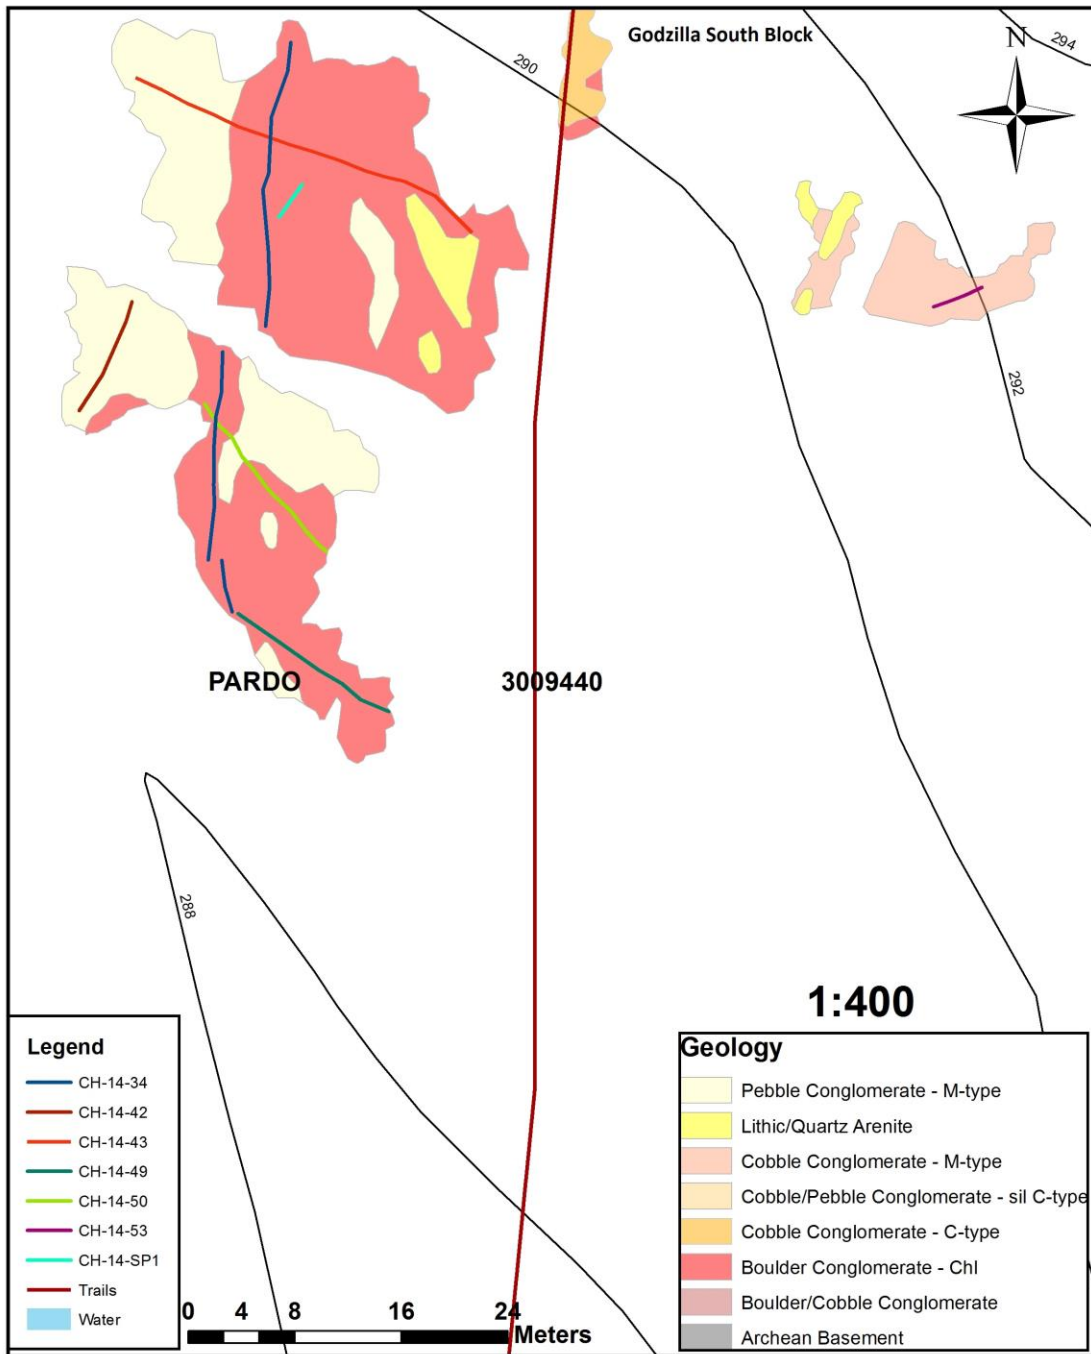 Godzilla South Block
N
294
290
292
PARDO
3009440
288
1:400
Legend
CH-14-34
CH-14-42
CH-14-43
CH-14-49
CH-14-50
CH-14-53
CH-14-SP1
Trails
Water
0 4 8 16 24
Meters
Geology
Pebble Conglomerate - M-type
Lithic/Quartz Arenite
Cobble Conglomerate - M-type
Cobble/Pebble Conglomerate - sil C-type
Cobble Conglomerate - C-type
Boulder Conglomerate - Chl
Boulder/Cobble Conglomerate
Archean Basement